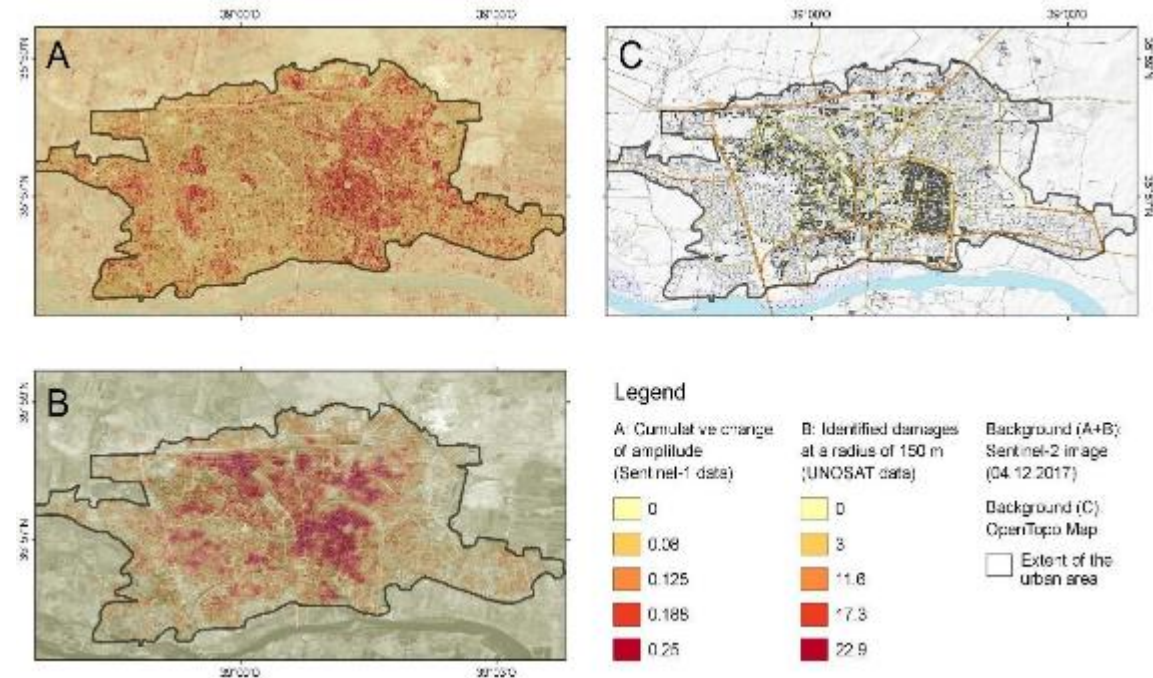 A
C
B
Legend
A: Cumulative change
of amplitude
(Sentinel-1 data)
0
0.08
0.125
0.188
0.25
B: Identified damages
at a radius of 150 m
(UNOSAT data)
0
3
11.6
17.3
22.9
Background (A+B):
Sentinel-2 image
(04.12.2017)
Background (C):
OpenTopo Map
Extent of the
urban area